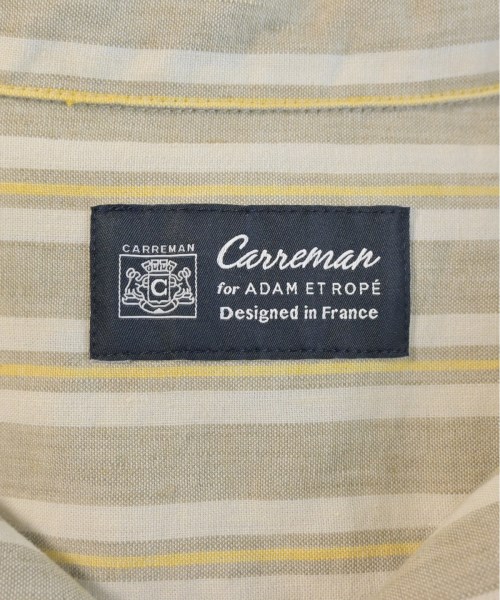 CARREMAN
C
Carreman
for ADAM ET ROPÉ
Designed in France